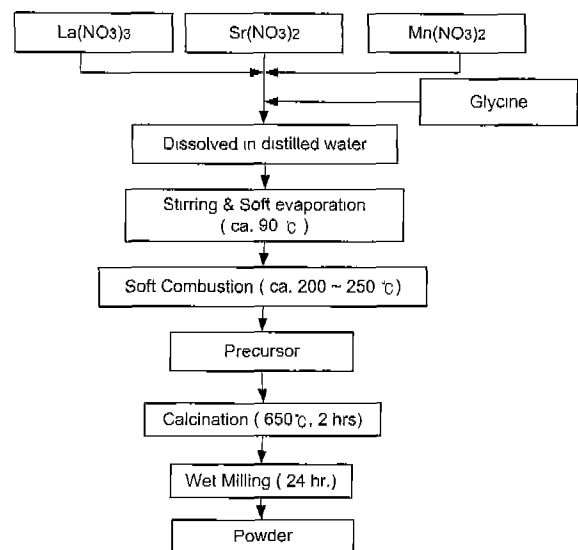 La(NO3)3 Sr(NO3)2 Mn(NO3)2
Glycine
Dissolved in distilled water
Stirring & Soft evaporation
( ca. 90 ℃ )
Soft Combustion ( ca. 200 ~ 250 ℃)
Precursor
Calcination ( 650℃, 2 hrs)
Wet Milling ( 24 hr. )
Powder